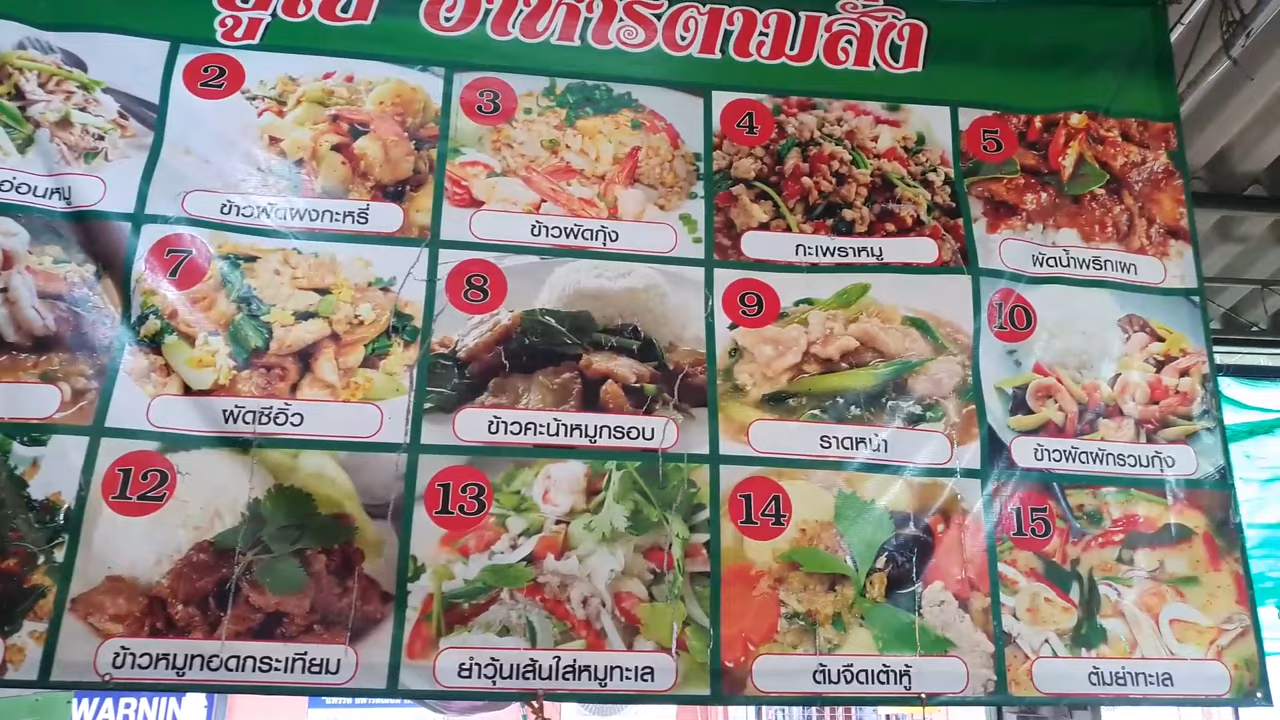 อาหารตามสั่ง
2
3
4
5
อ่อนหมู
ข้าวผัดผงกะหรี่
ข้าวผัดกุ้ง
กะเพราหมู
ผัดน้ำพริกเผา
7
8
9
10
ผัดซีอิ้ว
ข้าวคะน้าหมูกรอบ
ราดหน้า
ข้าวผัดผักรวมกุ้ง
12
13
14
15
ข้าวหมูทอดกระเทียม
ยำวุ้นเส้นใส่หมูทะเล
ต้มจืดเต้าหู้
ต้มยำทะเล
WARNIN